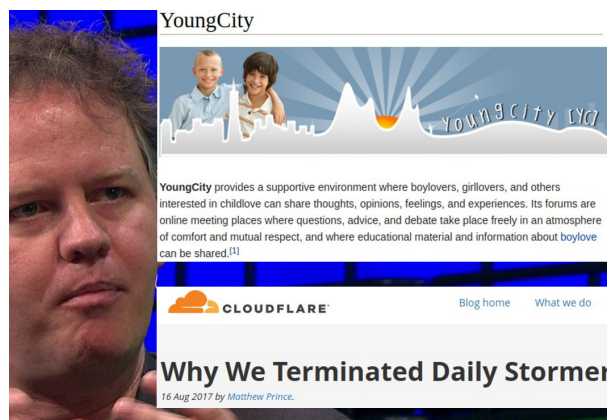 YoungCity
YoungCity [YC]
YoungCity provides a supportive environment where boylovers, girllovers, and others
interested in childlove can share thoughts, opinions, feelings, and experiences. Its forums are
online meeting places where questions, advice, and debate take place freely in an atmosphere
of comfort and mutual respect, and where educational material and information about boylove
can be shared.[1]
CLOUDFLARE
Blog home What we do
Why We Terminated Daily Stormer
16 Aug 2017 by Matthew Prince.